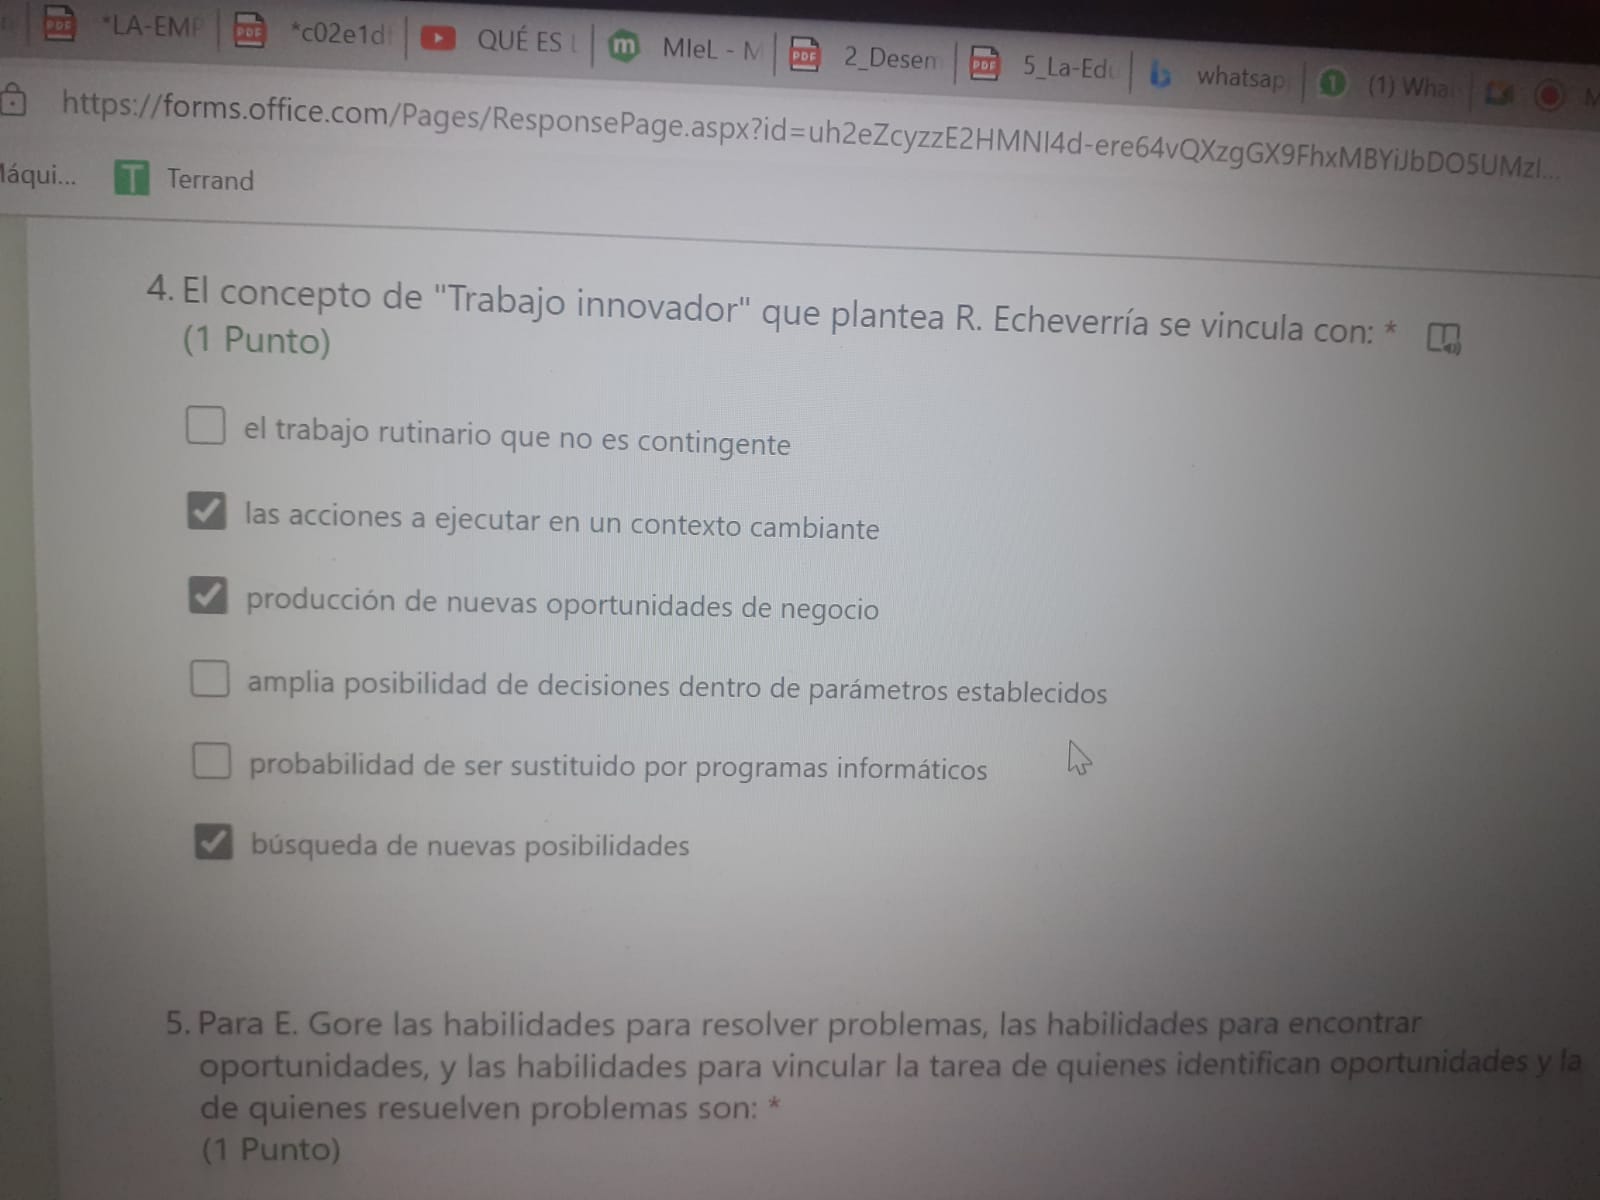 PDF *LA-EMP PDF *c02e1d QUÉ ES L m MIeL - M PDF 2_Desem PDF 5_La-Edu whatsap 1 (1) What
https://forms.office.com/Pages/ResponsePage.aspx?id=uh2eZcyzzE2HMNI4d-ere64vQXzgGX9FhxMBYiJbDO5UMzI...
Máqui... T Terrand
4. El concepto de "Trabajo innovador" que plantea R. Echeverría se vincula con: *
(1 Punto)
el trabajo rutinario que no es contingente
las acciones a ejecutar en un contexto cambiante
producción de nuevas oportunidades de negocio
amplia posibilidad de decisiones dentro de parámetros establecidos
probabilidad de ser sustituido por programas informáticos
búsqueda de nuevas posibilidades
5. Para E. Gore las habilidades para resolver problemas, las habilidades para encontrar
oportunidades, y las habilidades para vincular la tarea de quienes identifican oportunidades y la
de quienes resuelven problemas son: *
(1 Punto)